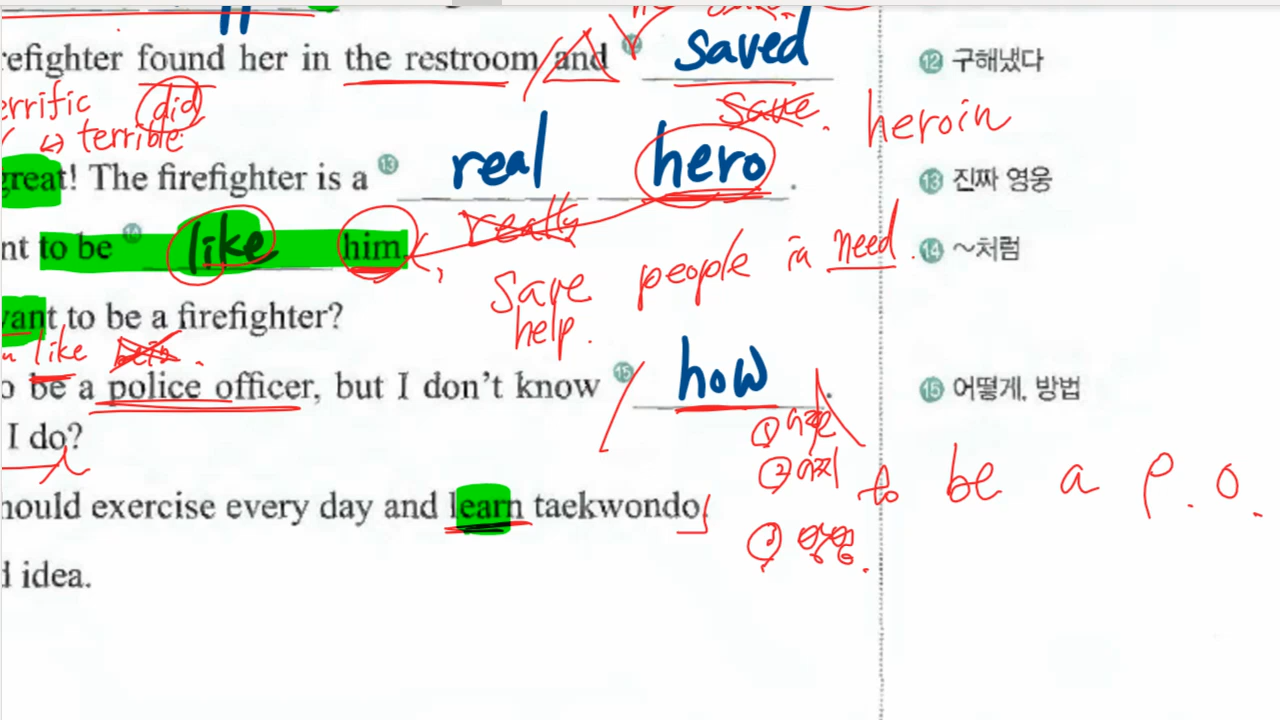 refighter found her in the restroom and ⑫ saved
⑫ 구해냈다
errific did
↔ terrible
save. heroin
great! The firefighter is a ⑬ real hero.
⑬ 진짜 영웅
really
nt to be ⑭ like him.
⑭ ~처럼
save people in need.
help.
want to be a firefighter?
like
o be a police officer, but I don't know ⑮ how.
⑮ 어떻게, 방법
I do?
①
②
to be a P.O.
hould exercise every day and learn taekwondo.
③
d idea.